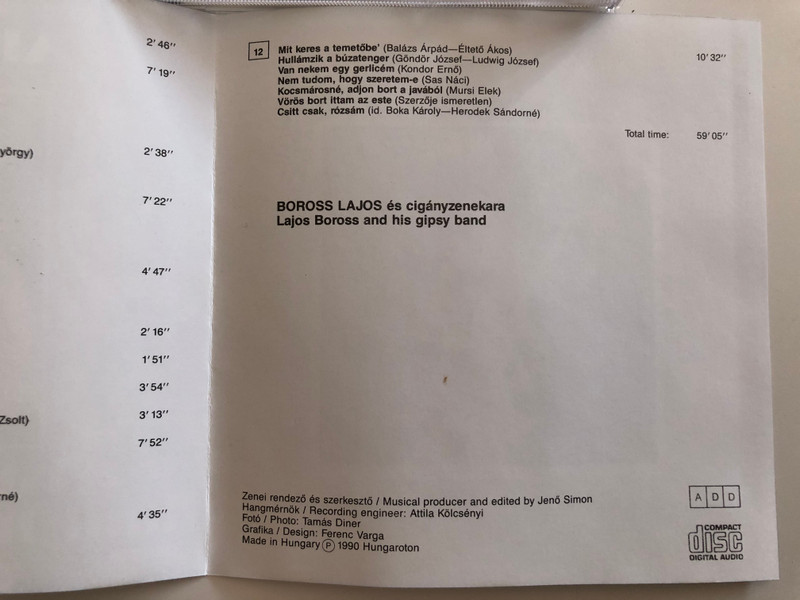 2′ 46″
7′ 19″
yörgy) 2′ 38″
7′ 22″
4′ 47″
2′ 16″
1′ 51″
3′ 54″
Zsolt) 3′ 13″
7′ 52″
né)
4′ 35″
12 Mit keres a temetőbe' (Balázs Árpád—Éltető Ákos)
Hullámzik a búzatenger (Göndör József—Ludwig József) 10′ 32″
Van nekem egy gerlicém (Kondor Ernő)
Nem tudom, hogy szeretem-e (Sas Náci)
Kocsmárosné, adjon bort a javából (Mursi Elek)
Vörös bort ittam az este (Szerzője ismeretlen)
Csitt csak, rózsám (id. Boka Károly—Herodek Sándorné)
Total time: 59′ 05″
BOROSS LAJOS és cigányzenekara
Lajos Boross and his gipsy band
Zenei rendező és szerkesztő / Musical producer and edited by Jenő Simon
Hangmérnök / Recording engineer: Attila Kölcsényi
Fotó / Photo: Tamás Diner
Grafika / Design: Ferenc Varga
Made in Hungary Ⓟ 1990 Hungaroton
A D D
COMPACT
disc
DIGITAL AUDIO